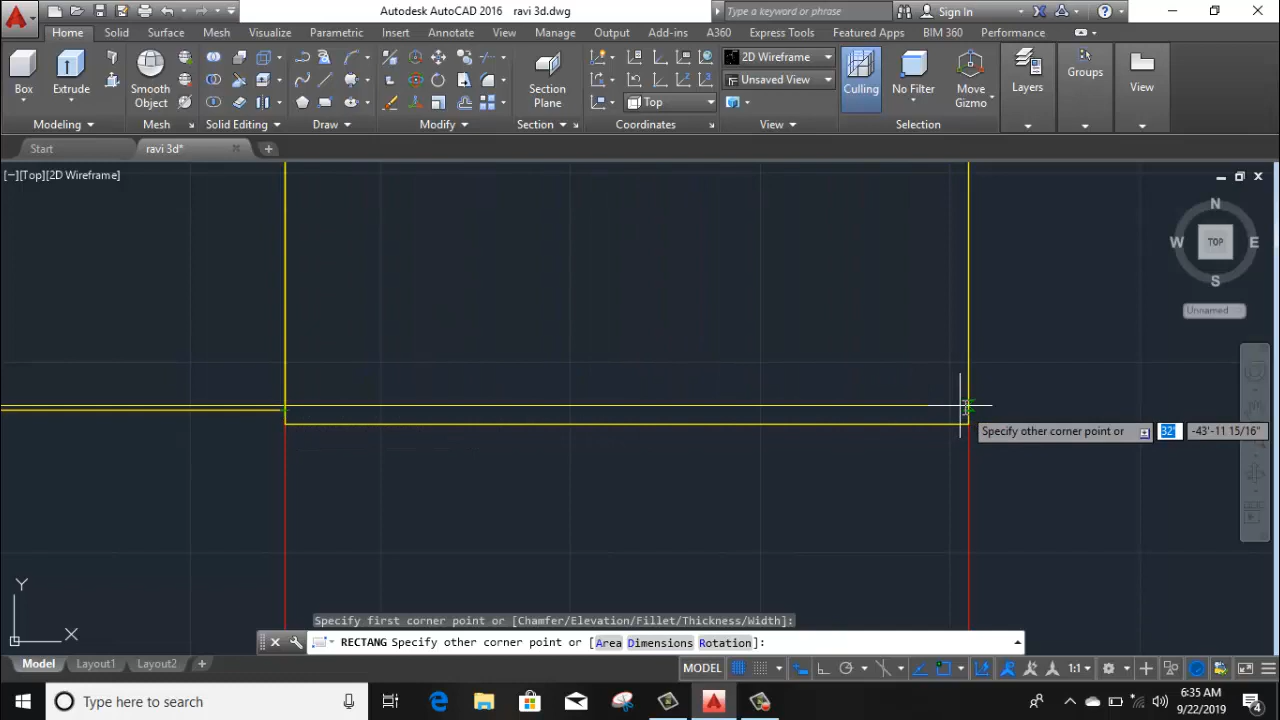 Autodesk AutoCAD 2016 ravi 3d.dwg
Type a keyword or phrase
Sign In
Home Solid Surface Mesh Visualize Parametric Insert Annotate View Manage Output Add-ins A360 Express Tools Featured Apps BIM 360 Performance
2D Wireframe
Unsaved View
Top
Box
Extrude
Smooth Object
Section Plane
Culling
No Filter
Move Gizmo
Layers
Groups
View
Modeling
Mesh
Solid Editing
Draw
Modify
Section
Coordinates
View
Selection
Start
ravi 3d*
[−][Top][2D Wireframe]
N
W
TOP
E
S
Unnamed
Specify other corner point or
32'
-43'-11 15/16"
Y
X
Specify first corner point or [Chamfer/Elevation/Fillet/Thickness/Width]:
RECTANG Specify other corner point or [Area Dimensions Rotation]:
Model Layout1 Layout2
MODEL
1:1
Type here to search
6:35 AM
9/22/2019
4